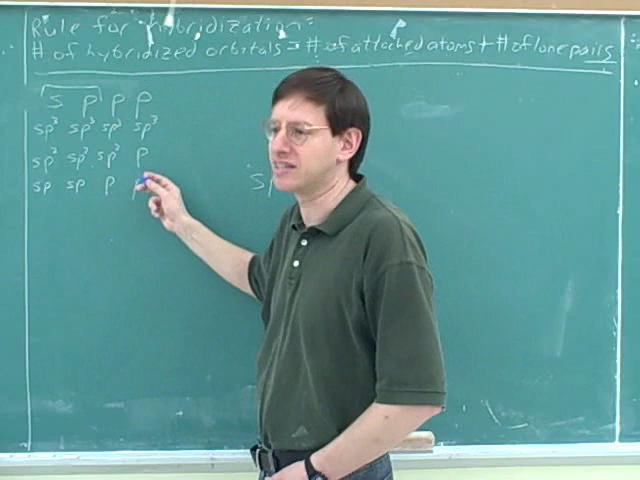 Rule for hybridization:
# of hybridized orbitals = # of attached atoms + # of lone pairs
s p p p
sp³ sp³ sp³ sp³
sp² sp² sp² p
sp sp p p
sp